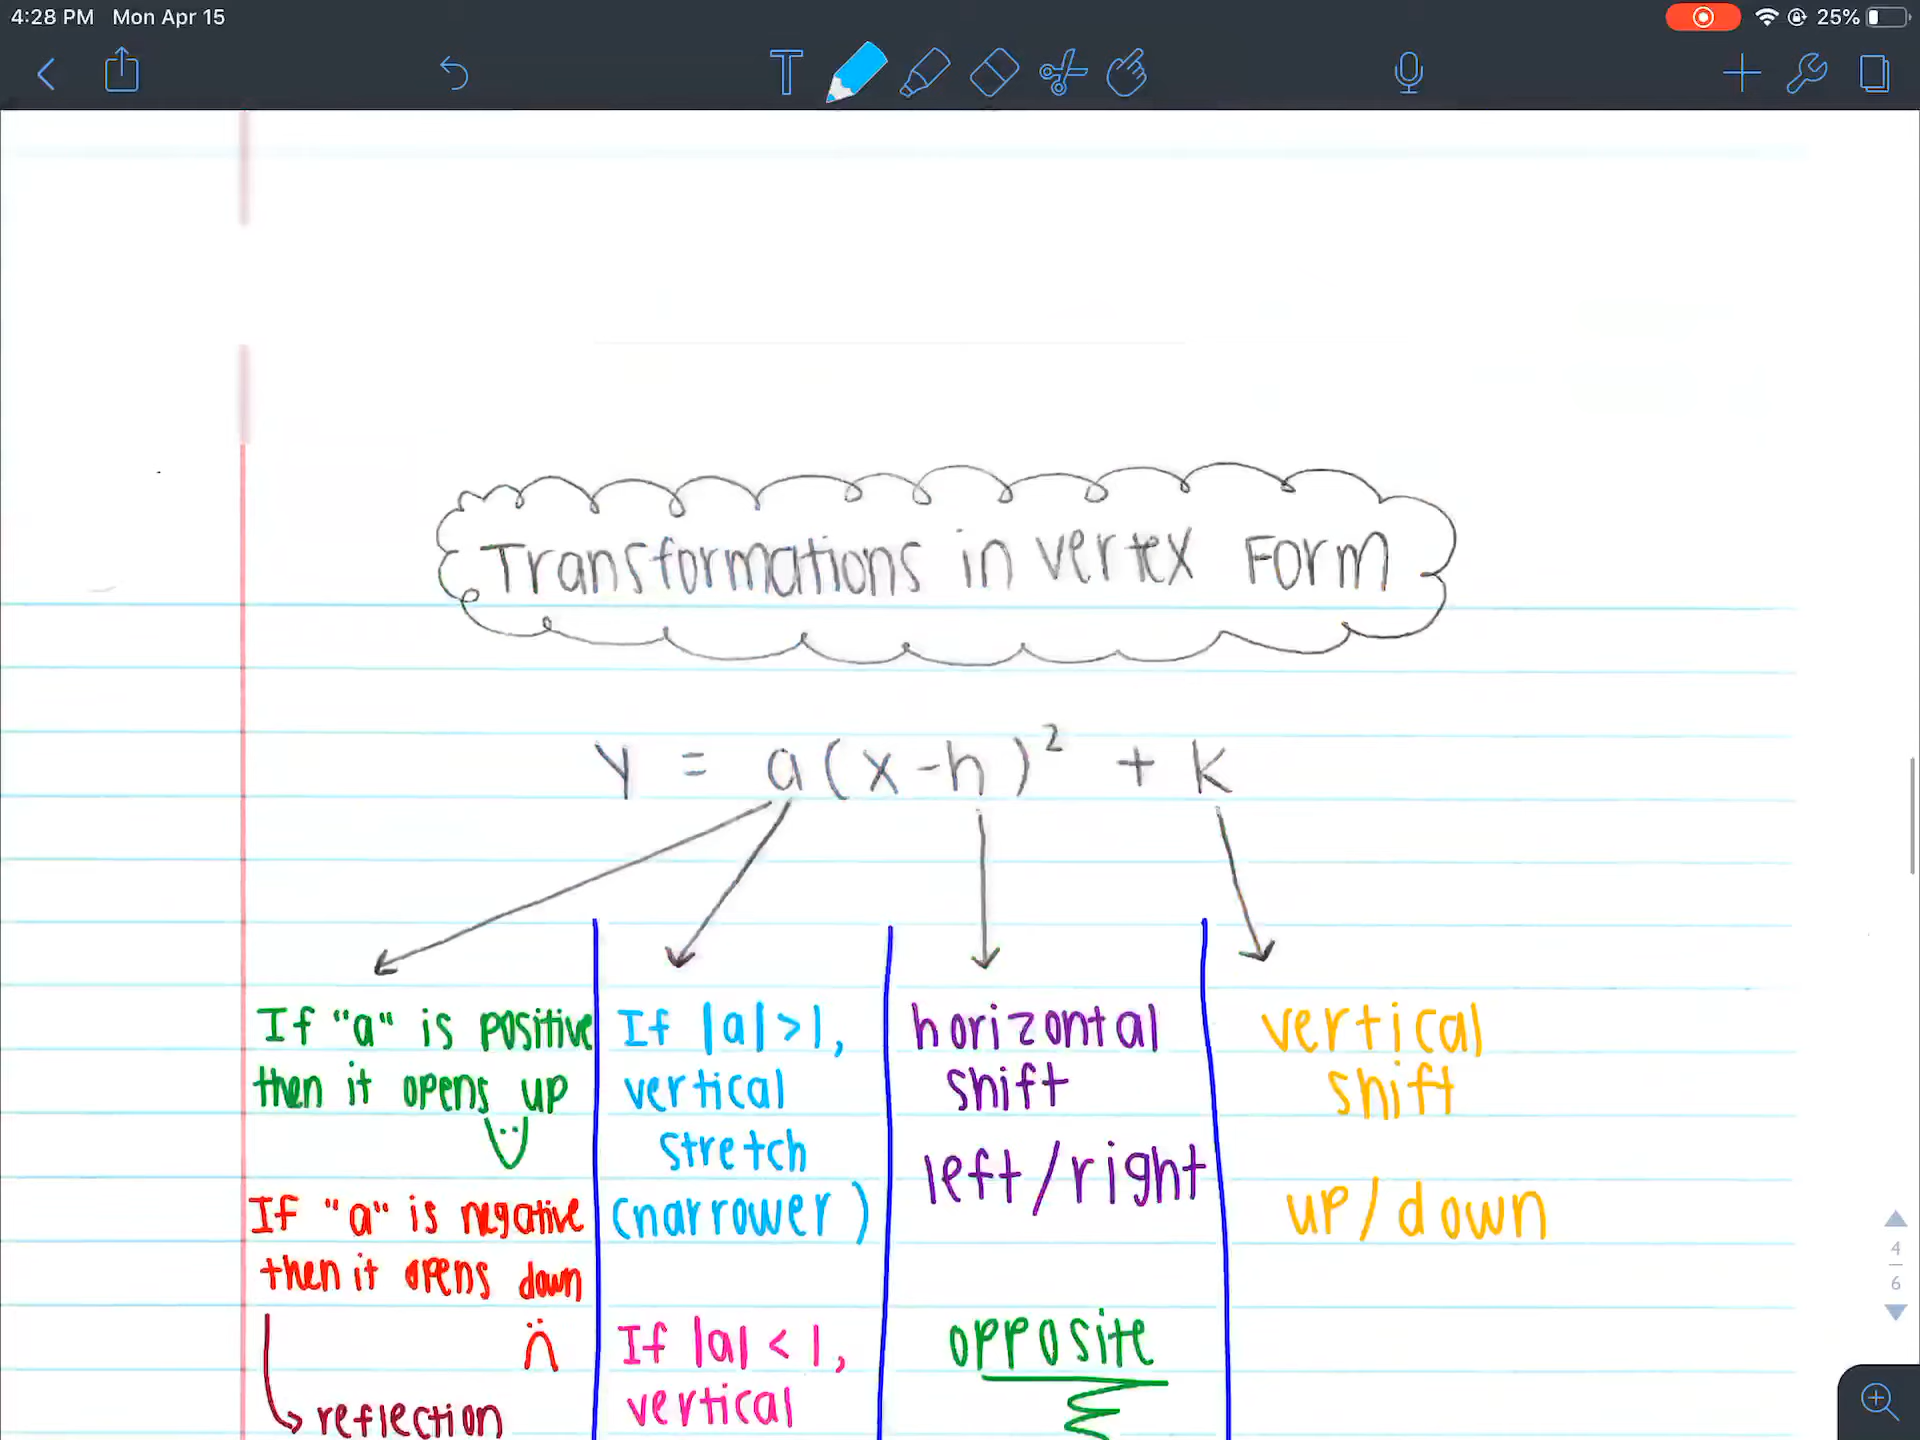 4:28 PM Mon Apr 15
25%
Transformations in vertex Form
y = a(x-h)² + k
If "a" is positive
then it opens up
If "a" is negative
then it opens down
reflection
If |a| > 1,
vertical
stretch
(narrower)
If |a| < 1,
vertical
horizontal
shift
left/right
opposite
vertical
shift
up/down
4
6